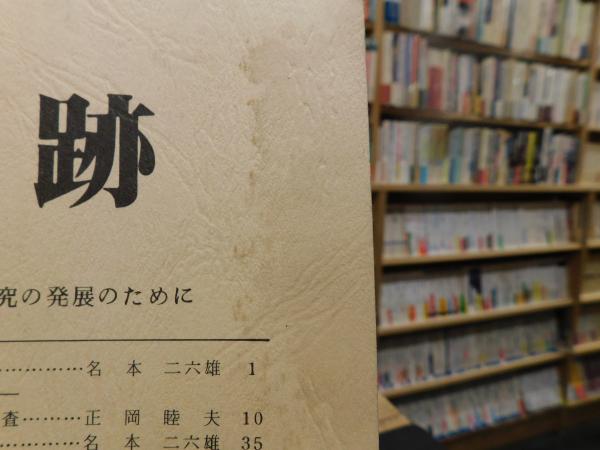 跡
究の発展のために
……………名本 二六雄 1
査………正岡睦夫 10
……………名本 二六雄 35